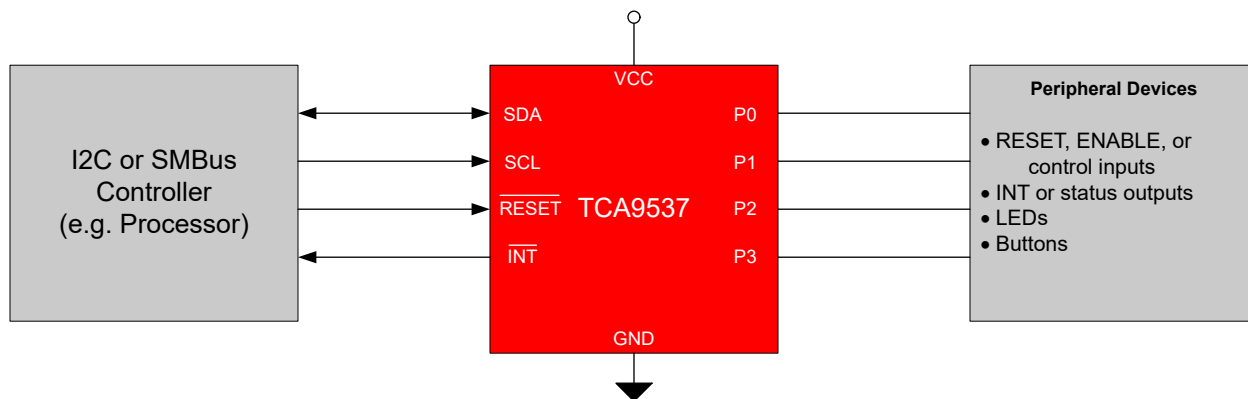 I2C or SMBus
Controller
(e.g. Processor)
VCC
SDA
SCL
RESET
INT
TCA9537
P0
P1
P2
P3
GND
Peripheral Devices
• RESET, ENABLE, or
control inputs
• INT or status outputs
• LEDs
• Buttons